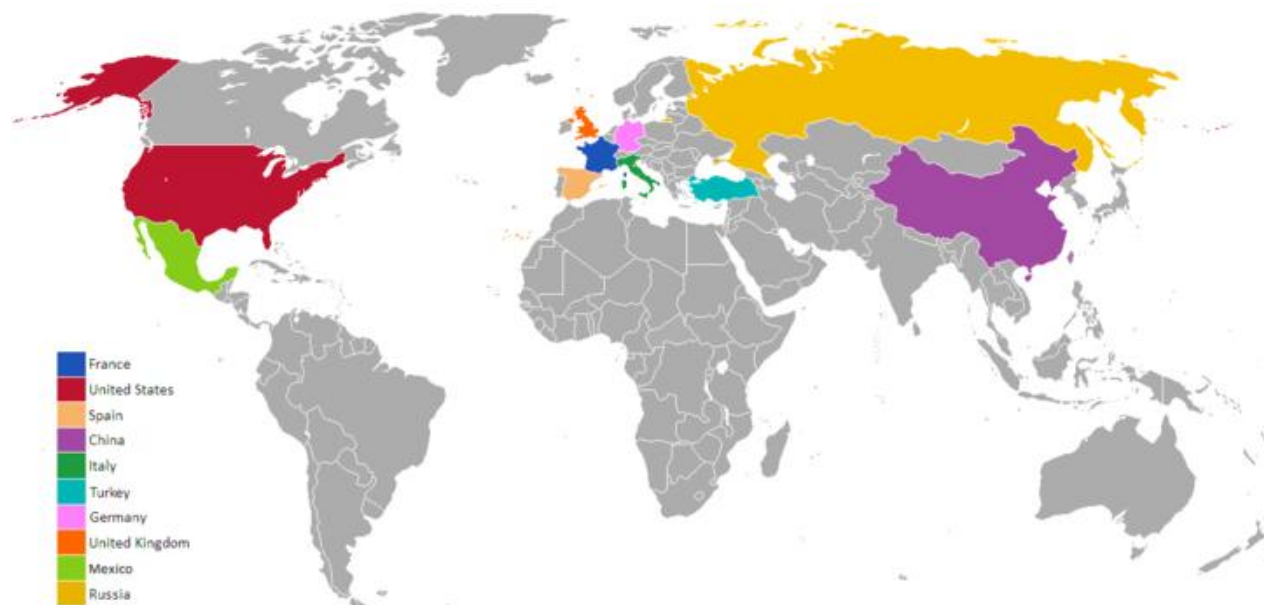 France
United States
Spain
China
Italy
Turkey
Germany
United Kingdom
Mexico
Russia